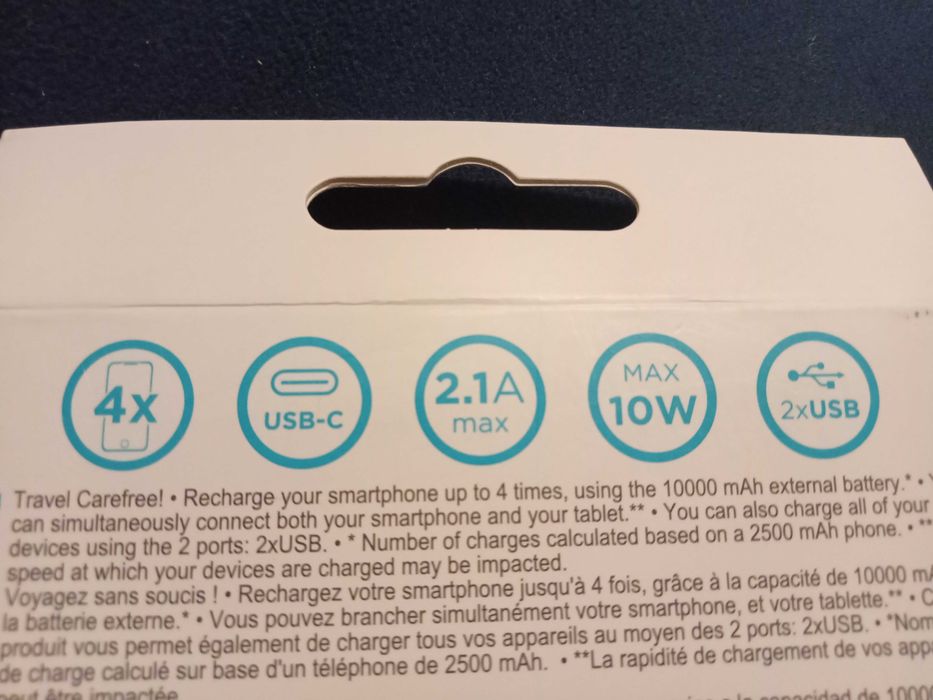 4x
USB-C
2.1A
max
MAX
10W
2xUSB
Travel Carefree! • Recharge your smartphone up to 4 times, using the 10000 mAh external battery.* •
can simultaneously connect both your smartphone and your tablet.** • You can also charge all of your
devices using the 2 ports: 2xUSB. • * Number of charges calculated based on a 2500 mAh phone. • **
speed at which your devices are charged may be impacted.
Voyagez sans soucis ! • Rechargez votre smartphone jusqu'à 4 fois, grâce à la capacité de 10000
la batterie externe.* • Vous pouvez brancher simultanément votre smartphone, et votre tablette.** •
produit vous permet également de charger tous vos appareils au moyen des 2 ports: 2xUSB. • *Nom
de charge calculé sur base d'un téléphone de 2500 mAh. • **La rapidité de chargement de vos app
peut être impactée